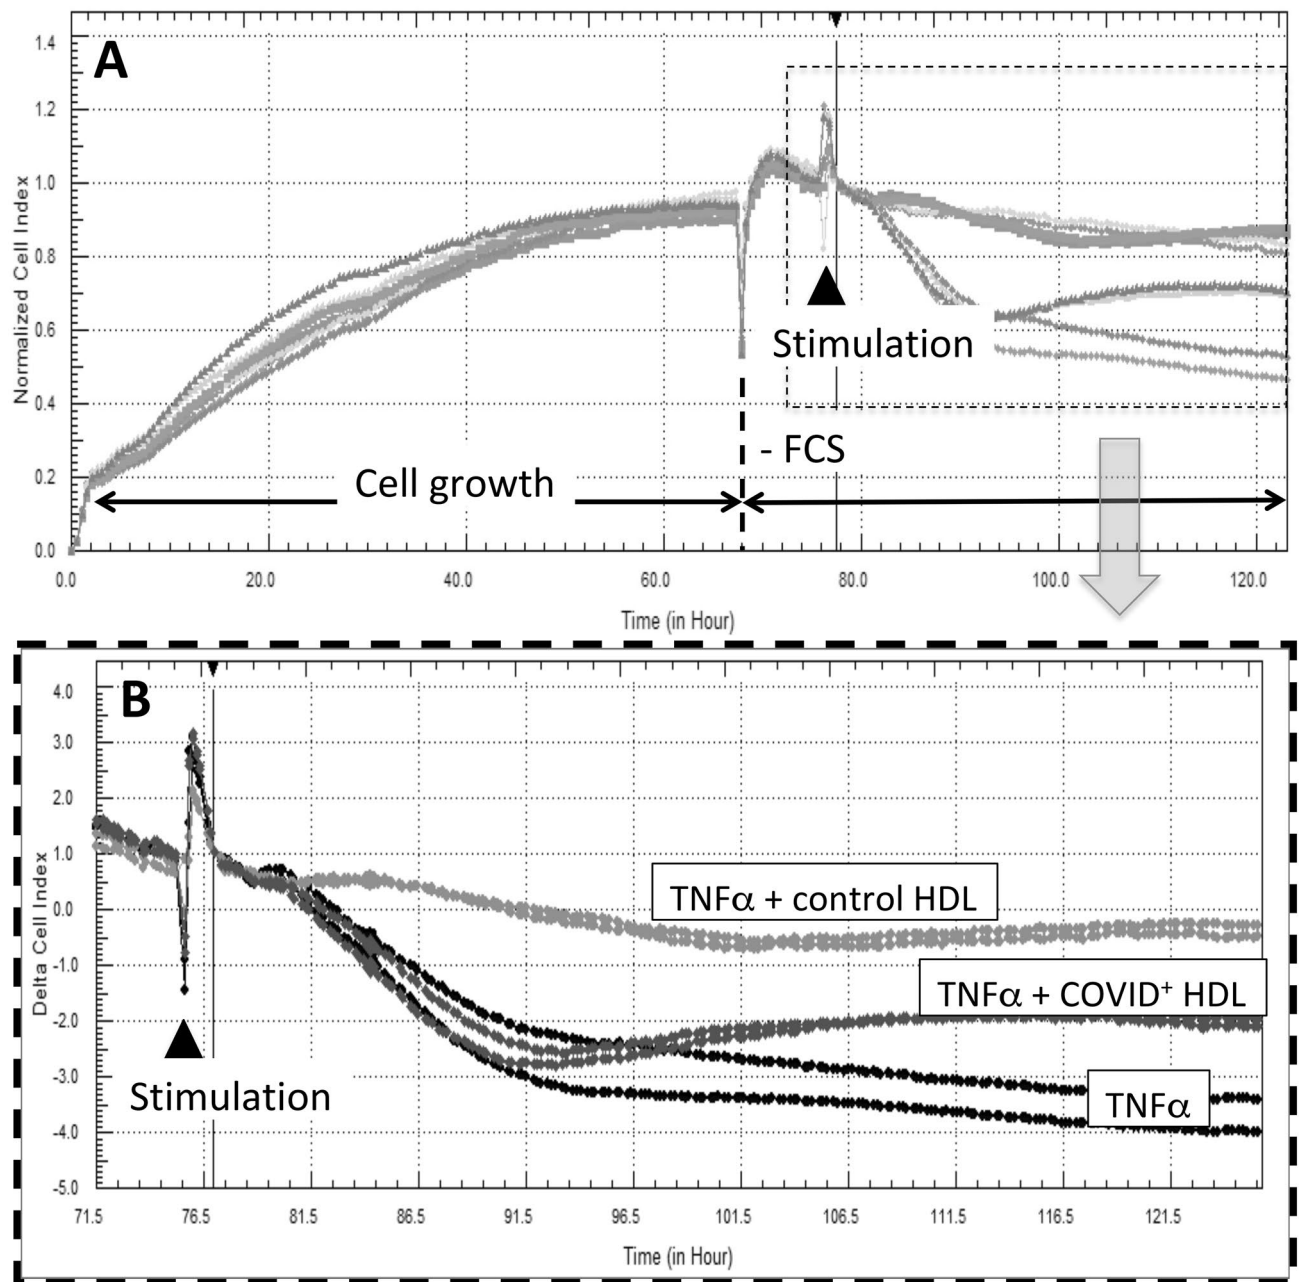 A
1.4
1.2
1.0
0.8
0.6
0.4
0.2
0.0
Normalized Cell Index
Stimulation
- FCS
Cell growth
0.0 20.0 40.0 60.0 80.0 100.0 120.0
Time (in Hour)
B
4.0
3.0
2.0
1.0
0.0
-1.0
-2.0
-3.0
-4.0
-5.0
Delta Cell Index
TNFα + control HDL
TNFα + COVID⁺ HDL
TNFα
Stimulation
71.5 76.5 81.5 86.5 91.5 96.5 101.5 106.5 111.5 116.5 121.5
Time (in Hour)